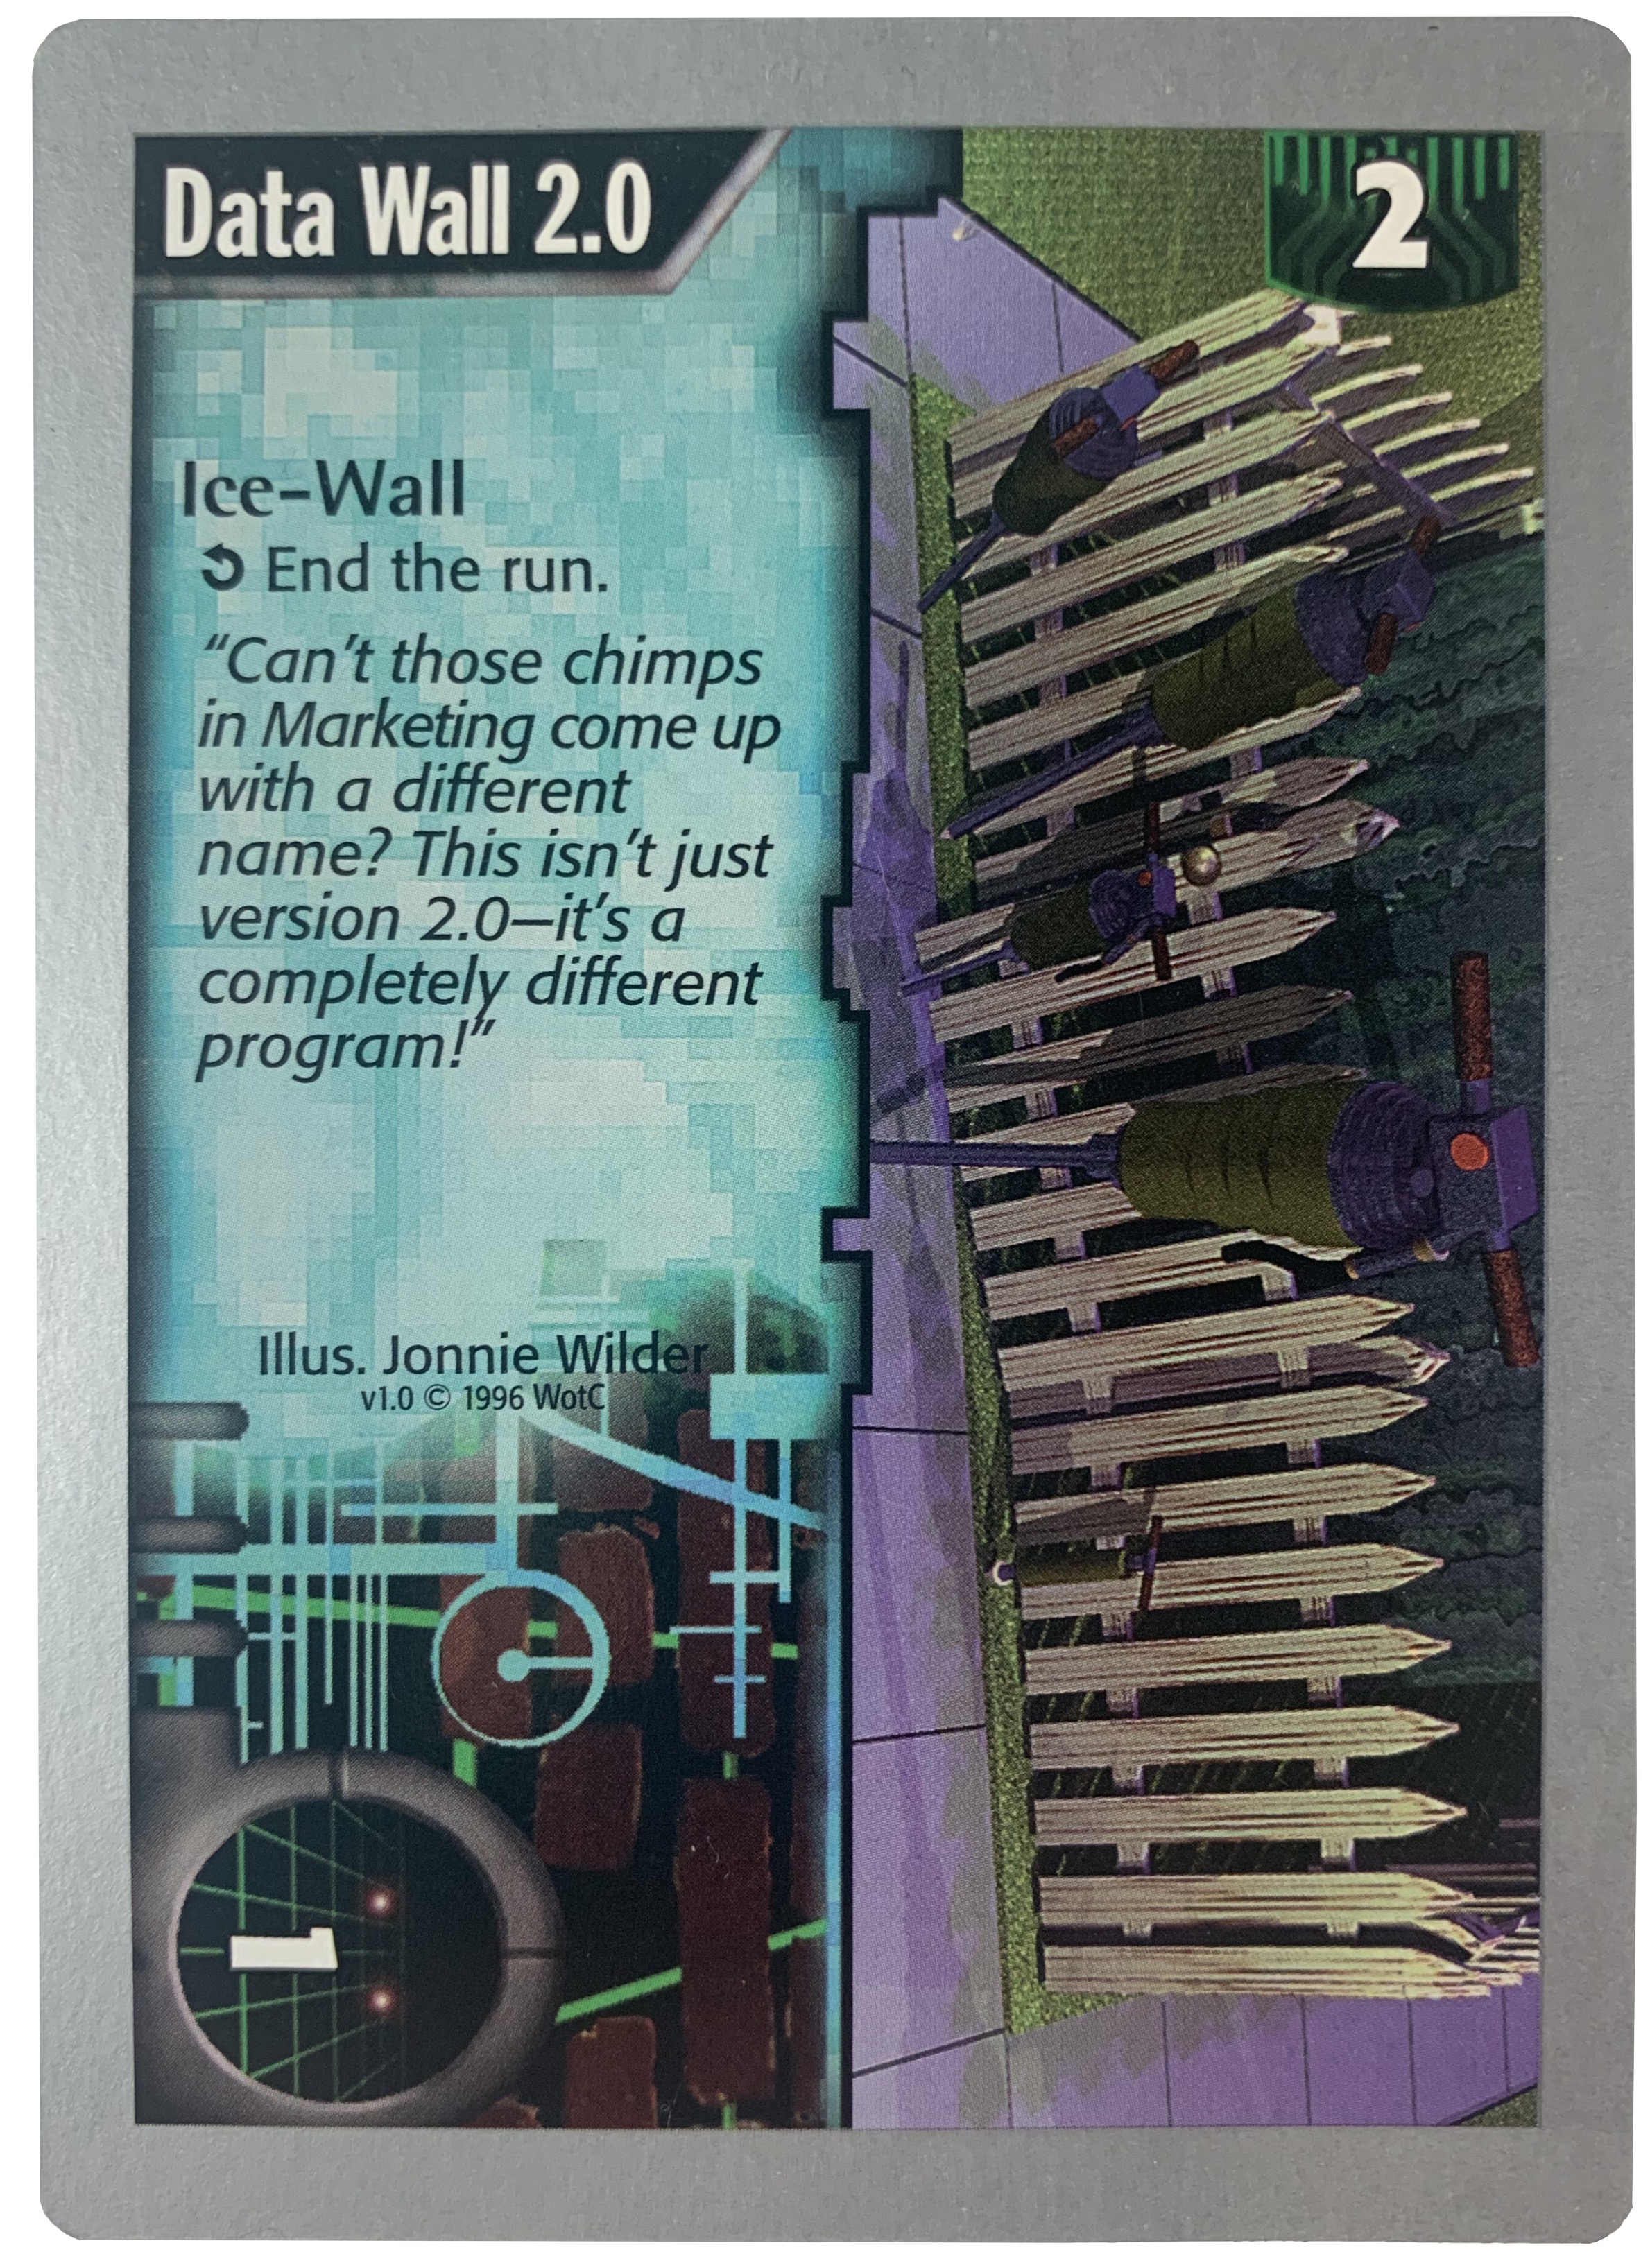 Data Wall 2.0
2
Ice-Wall
End the run.
“Can’t those chimps
in Marketing come up
with a different
name? This isn’t just
version 2.0—it’s a
completely different
program!”
Illus. Jonnie Wilder
v1.0 © 1996 WotC
1